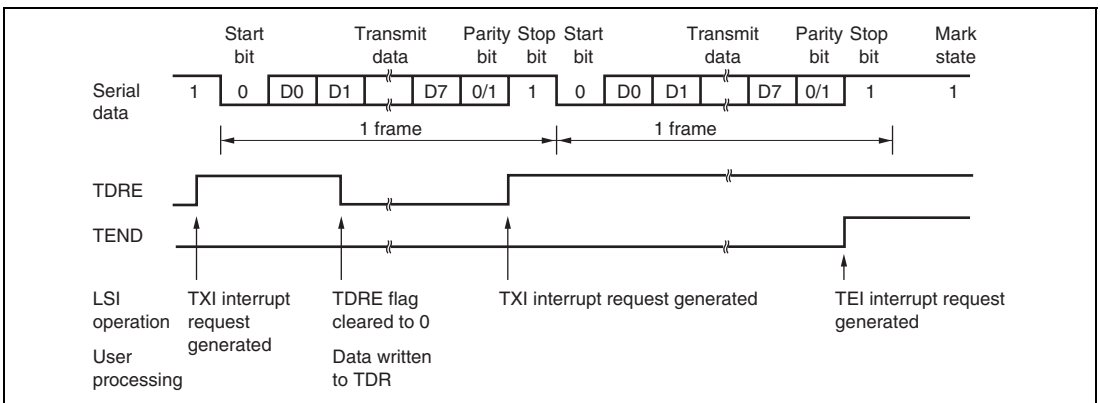 Start bit Transmit data Parity bit Stop bit Start bit Transmit data Parity bit Stop bit Mark state
Serial data 1 0 D0 D1 D7 0/1 1 0 D0 D1 D7 0/1 1 1
1 frame 1 frame
TDRE
TEND
LSI operation TXI interrupt request generated TDRE flag cleared to 0 TXI interrupt request generated TEI interrupt request generated
User processing Data written to TDR